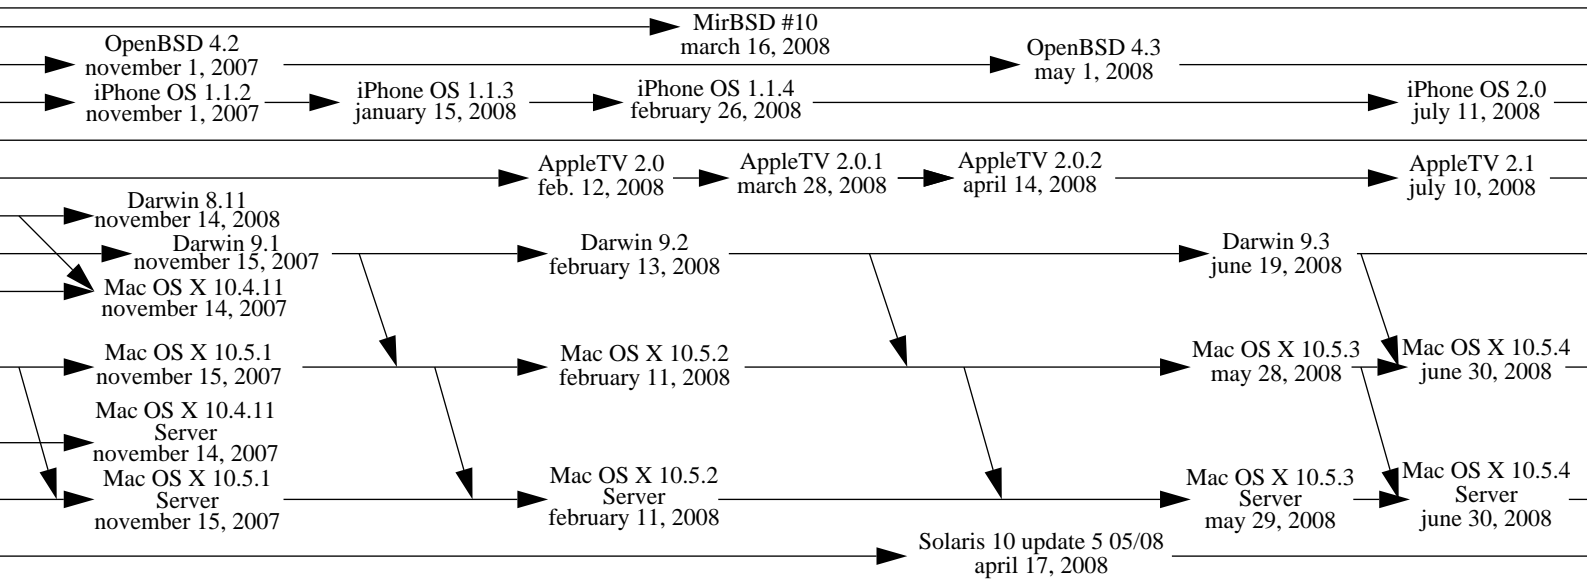 MirBSD #10
march 16, 2008
OpenBSD 4.2
november 1, 2007
OpenBSD 4.3
may 1, 2008
iPhone OS 1.1.2
november 1, 2007
iPhone OS 1.1.3
january 15, 2008
iPhone OS 1.1.4
february 26, 2008
iPhone OS 2.0
july 11, 2008
AppleTV 2.0
feb. 12, 2008
AppleTV 2.0.1
march 28, 2008
AppleTV 2.0.2
april 14, 2008
AppleTV 2.1
july 10, 2008
Darwin 8.11
november 14, 2008
Darwin 9.1
november 15, 2007
Darwin 9.2
february 13, 2008
Darwin 9.3
june 19, 2008
Mac OS X 10.4.11
november 14, 2007
Mac OS X 10.5.1
november 15, 2007
Mac OS X 10.5.2
february 11, 2008
Mac OS X 10.5.3
may 28, 2008
Mac OS X 10.5.4
june 30, 2008
Mac OS X 10.4.11
Server
november 14, 2007
Mac OS X 10.5.1
Server
november 15, 2007
Mac OS X 10.5.2
Server
february 11, 2008
Mac OS X 10.5.3
Server
may 29, 2008
Mac OS X 10.5.4
Server
june 30, 2008
Solaris 10 update 5 05/08
april 17, 2008